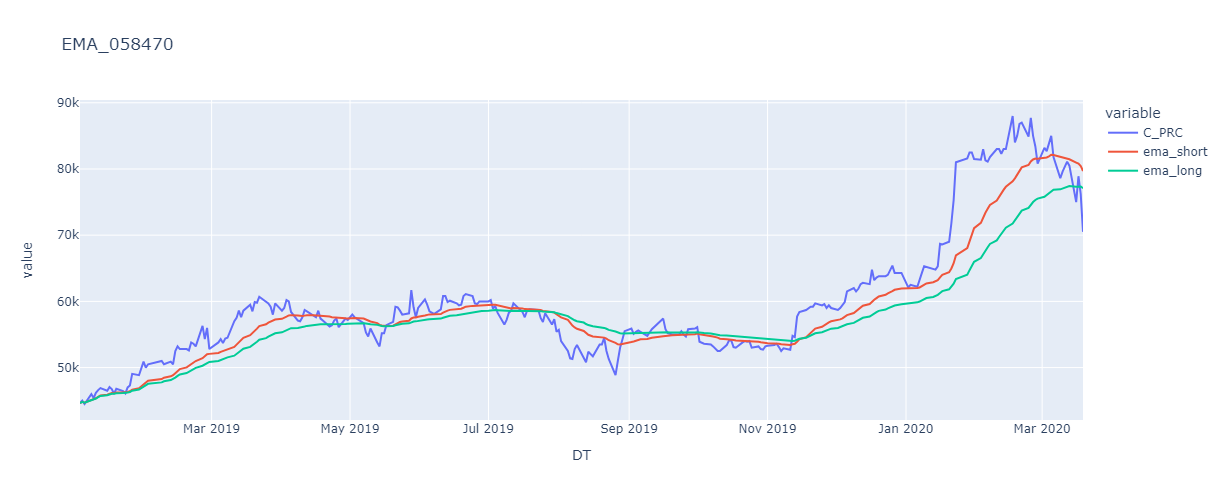 EMA_058470
variable
C_PRC
ema_short
ema_long
value
90k
80k
70k
60k
50k
Mar 2019
May 2019
Jul 2019
Sep 2019
Nov 2019
Jan 2020
Mar 2020
DT